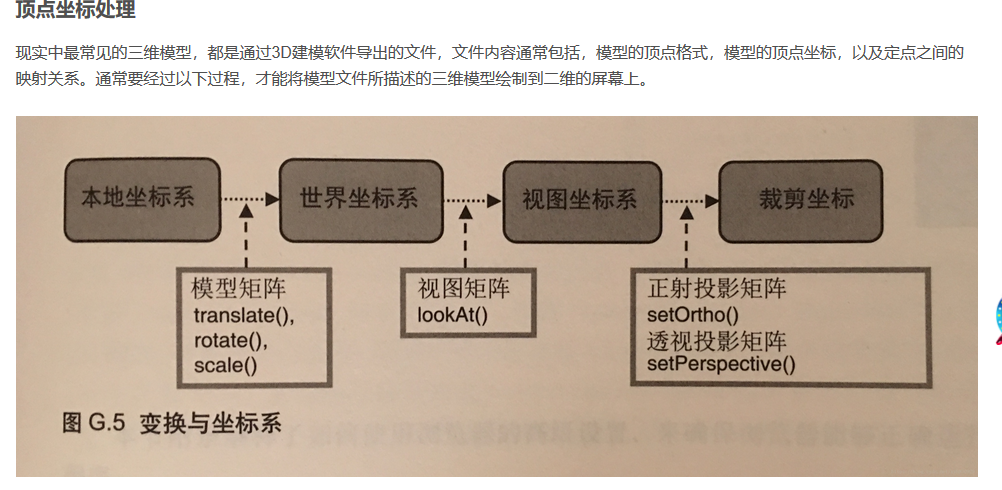 顶点坐标处理
现实中最常见的三维模型，都是通过3D建模软件导出的文件，文件内容通常包括，模型的顶点格式，模型的顶点坐标，以及定点之间的
映射关系。通常要经过以下过程，才能将模型文件所描述的三维模型绘制到二维的屏幕上。
本地坐标系
世界坐标系
视图坐标系
裁剪坐标
模型矩阵
translate(),
rotate(),
scale()
视图矩阵
lookAt()
正射投影矩阵
setOrtho()
透视投影矩阵
setPerspective()
图 G.5 变换与坐标系